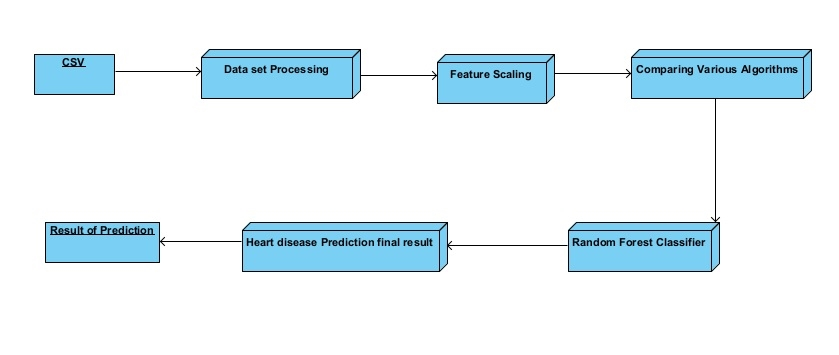 CSV
Data set Processing
Feature Scaling
Comparing Various Algorithms
Random Forest Classifier
Heart disease Prediction final result
Result of Prediction